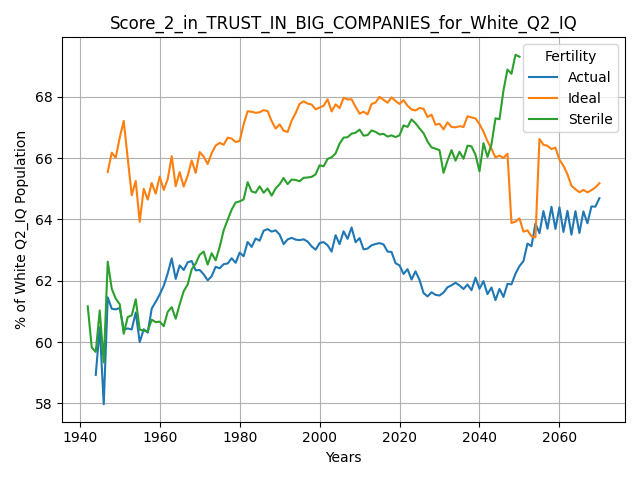 Score_2_in_TRUST_IN_BIG_COMPANIES_for_White_Q2_IQ
Fertility
Actual
Ideal
Sterile
% of White Q2_IQ Population
68
66
64
62
60
58
1940 1960 1980 2000 2020 2040 2060
Years